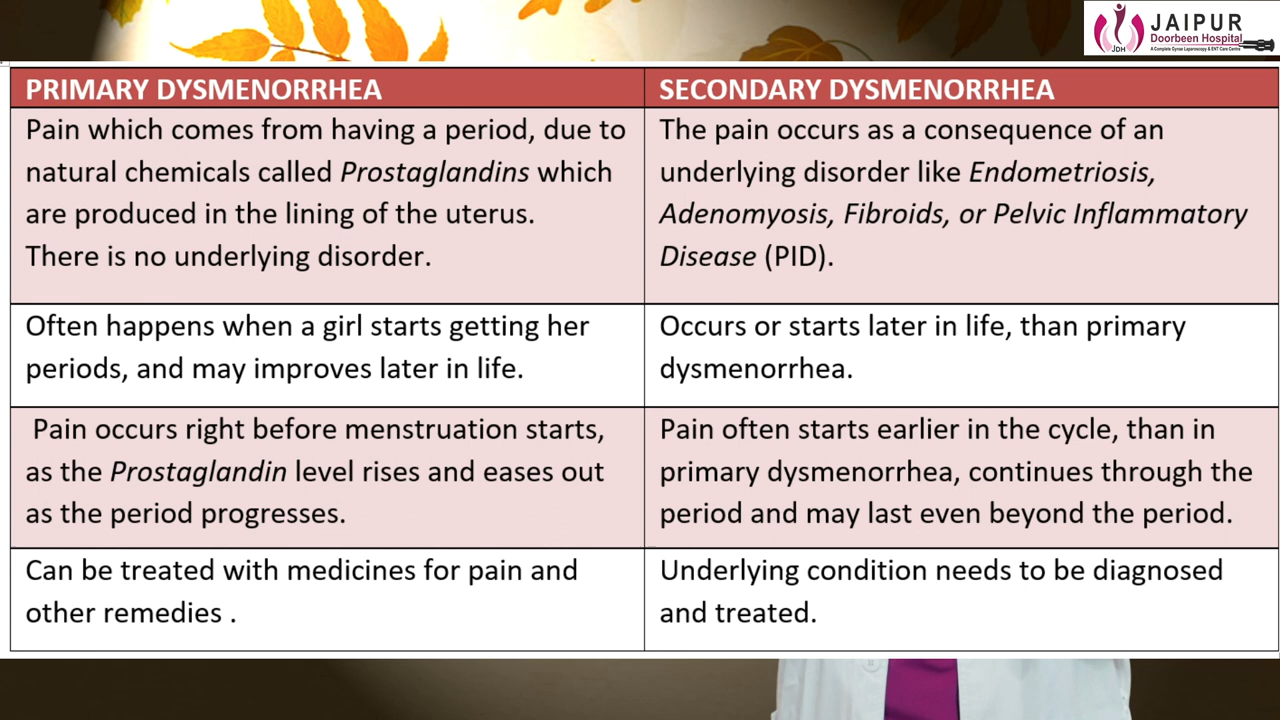 JAIPUR
Doorbeen Hospital
A Complete Gynae Laparoscopy & ENT Care Centre
JDH
PRIMARY DYSMENORRHEA
SECONDARY DYSMENORRHEA
Pain which comes from having a period, due to
natural chemicals called Prostaglandins which
are produced in the lining of the uterus.
There is no underlying disorder.
The pain occurs as a consequence of an
underlying disorder like Endometriosis,
Adenomyosis, Fibroids, or Pelvic Inflammatory
Disease (PID).
Often happens when a girl starts getting her
periods, and may improves later in life.
Occurs or starts later in life, than primary
dysmenorrhea.
Pain occurs right before menstruation starts,
as the Prostaglandin level rises and eases out
as the period progresses.
Pain often starts earlier in the cycle, than in
primary dysmenorrhea, continues through the
period and may last even beyond the period.
Can be treated with medicines for pain and
other remedies .
Underlying condition needs to be diagnosed
and treated.